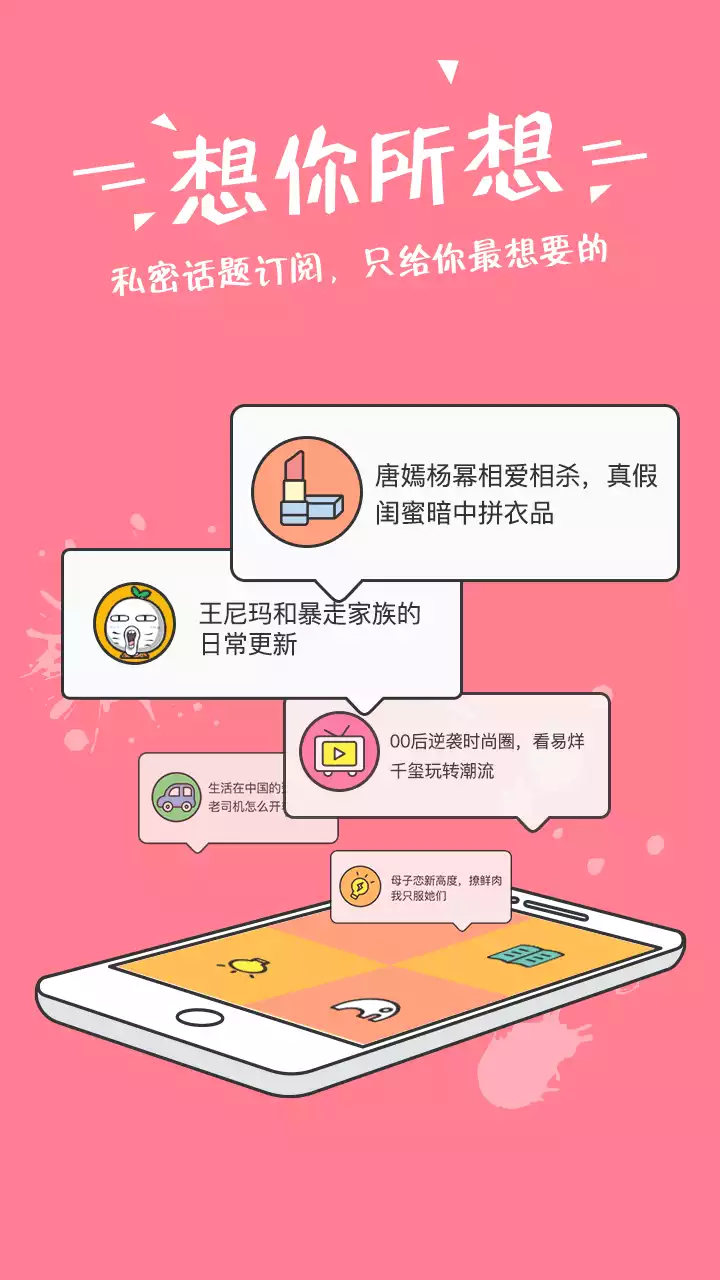 想你所想
私密话题订阅，只给你最想要的
唐嫣杨幂相爱相杀，真假
闺蜜暗中拼衣品
王尼玛和暴走家族的
日常更新
00后逆袭时尚圈，看易烊
千玺玩转潮流
生活在中国的
老司机怎么开
母子恋新高度，撩鲜肉
我只服她们